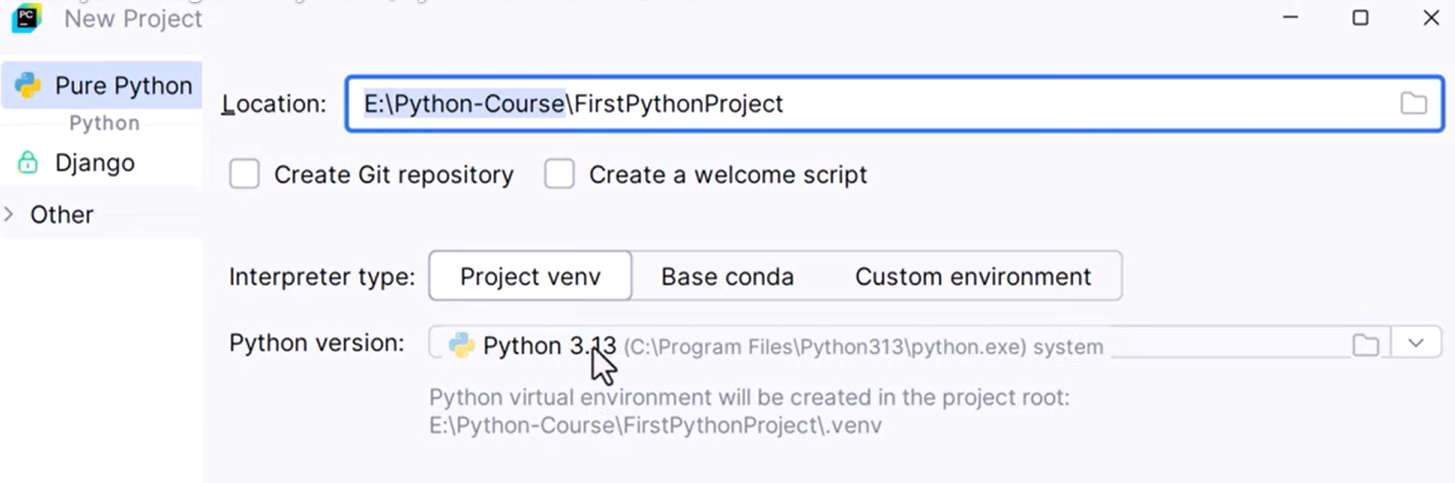 PC
New Project
Pure Python
Python
Django
Other
Location: E:\Python-Course\FirstPythonProject
Create Git repository Create a welcome script
Interpreter type: Project venv Base conda Custom environment
Python version: Python 3.13 (C:\Program Files\Python313\python.exe) system
Python virtual environment will be created in the project root:
E:\Python-Course\FirstPythonProject\.venv